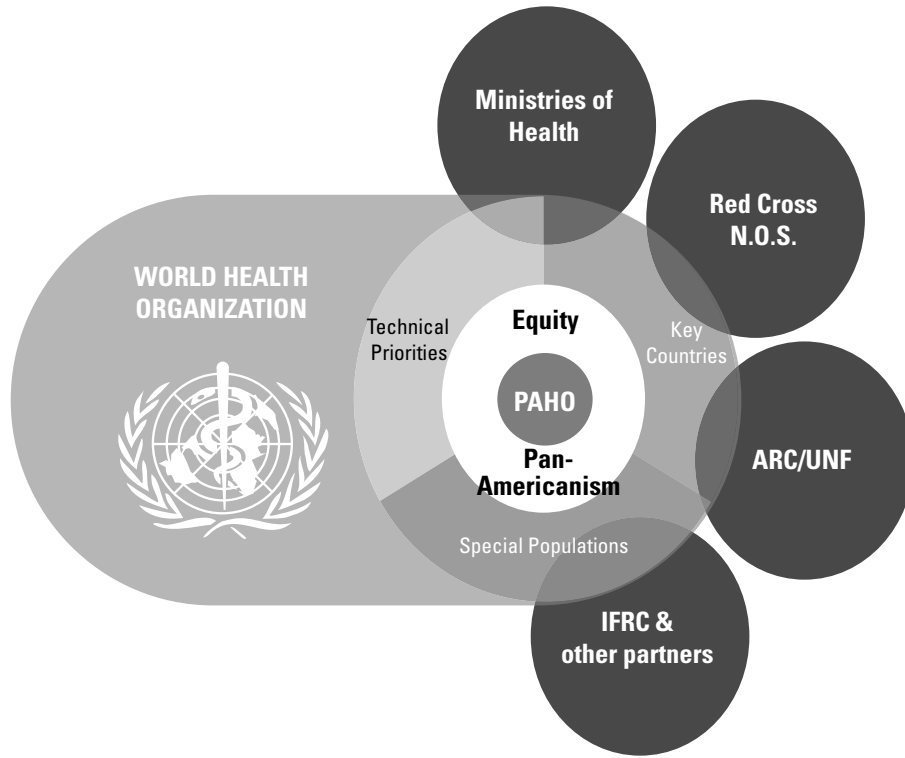 Ministries of
Health
Red Cross
N.O.S.
WORLD HEALTH
ORGANIZATION
Technical
Priorities
Equity
Key
Countries
PAHO
Pan-
Americanism
ARC/UNF
Special Populations
IFRC &
other partners